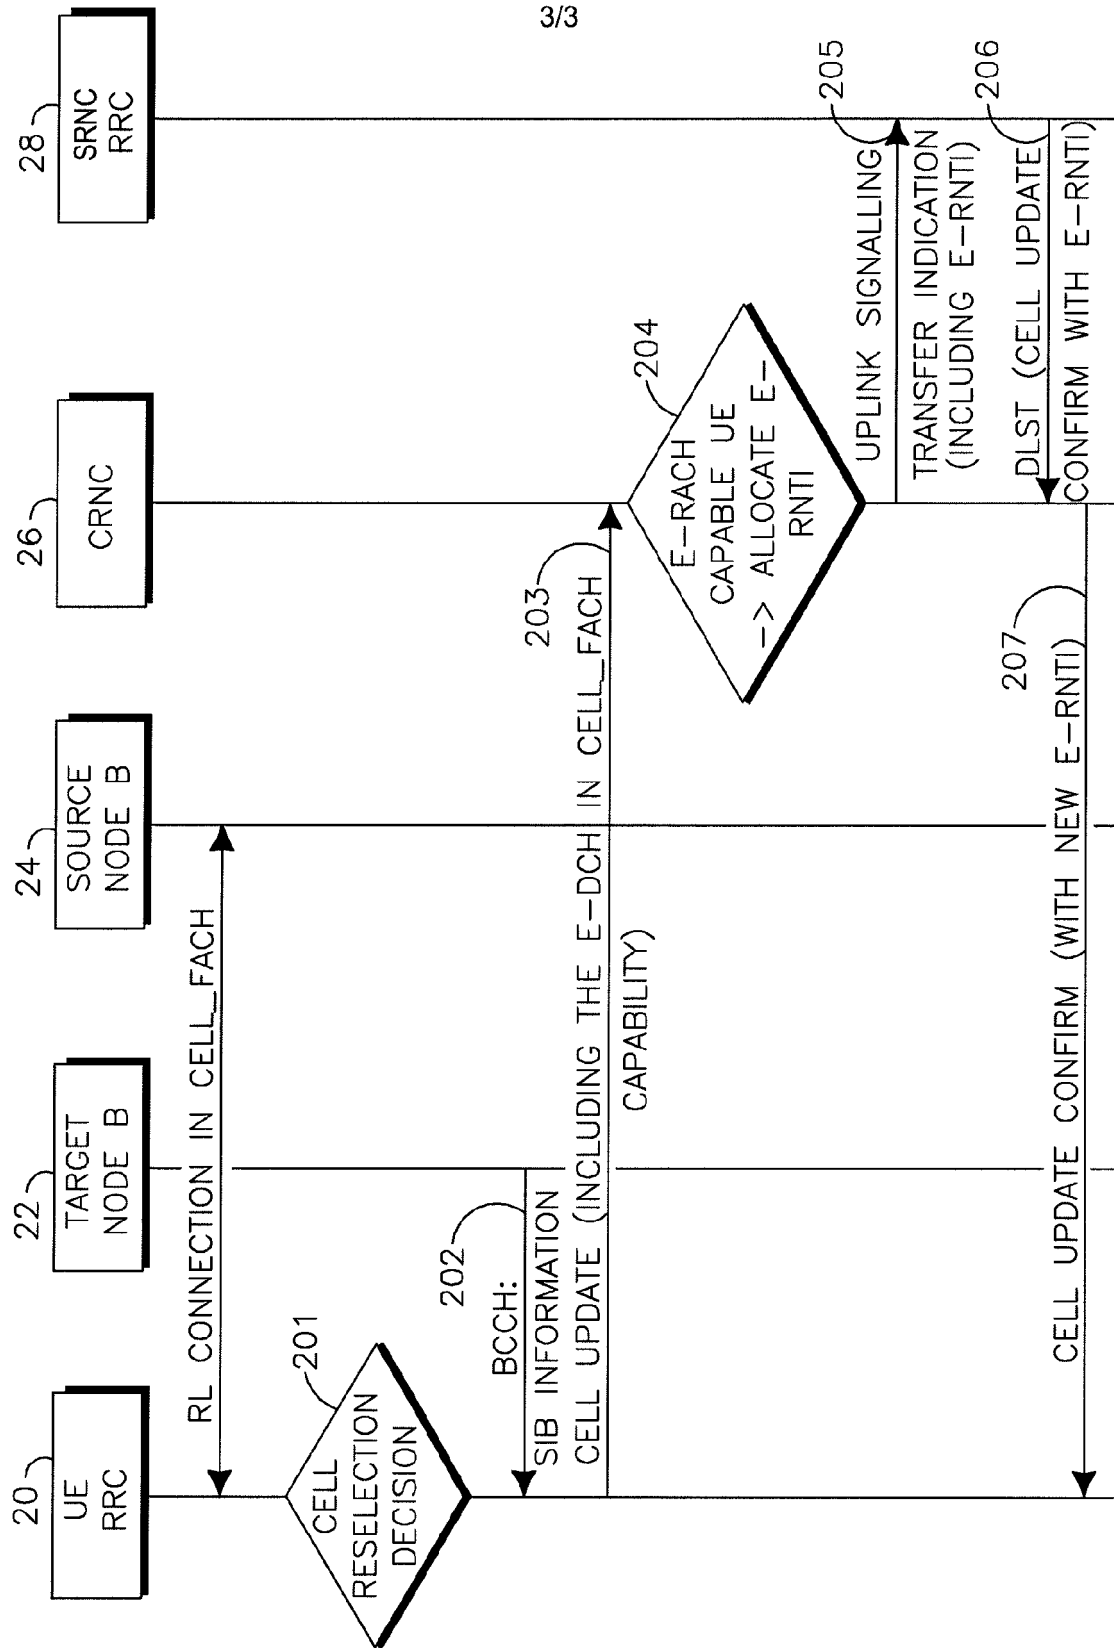 3/3
20
UE
RRC
22
TARGET
NODE B
24
SOURCE
NODE B
26
CRNC
28
SRNC
RRC
RL CONNECTION IN CELL_FACH
201
CELL
RESELECTION
DECISION
202
BCCH:
SIB INFORMATION
203
CELL UPDATE (INCLUDING THE E-DCH IN CELL_FACH
CAPABILITY)
204
E-RACH
CAPABLE UE
-> ALLOCATE E-
RNTI
205
UPLINK SIGNALLING
TRANSFER INDICATION
(INCLUDING E-RNTI)
206
DLST (CELL UPDATE
CONFIRM WITH E-RNTI)
207
CELL UPDATE CONFIRM (WITH NEW E-RNTI)